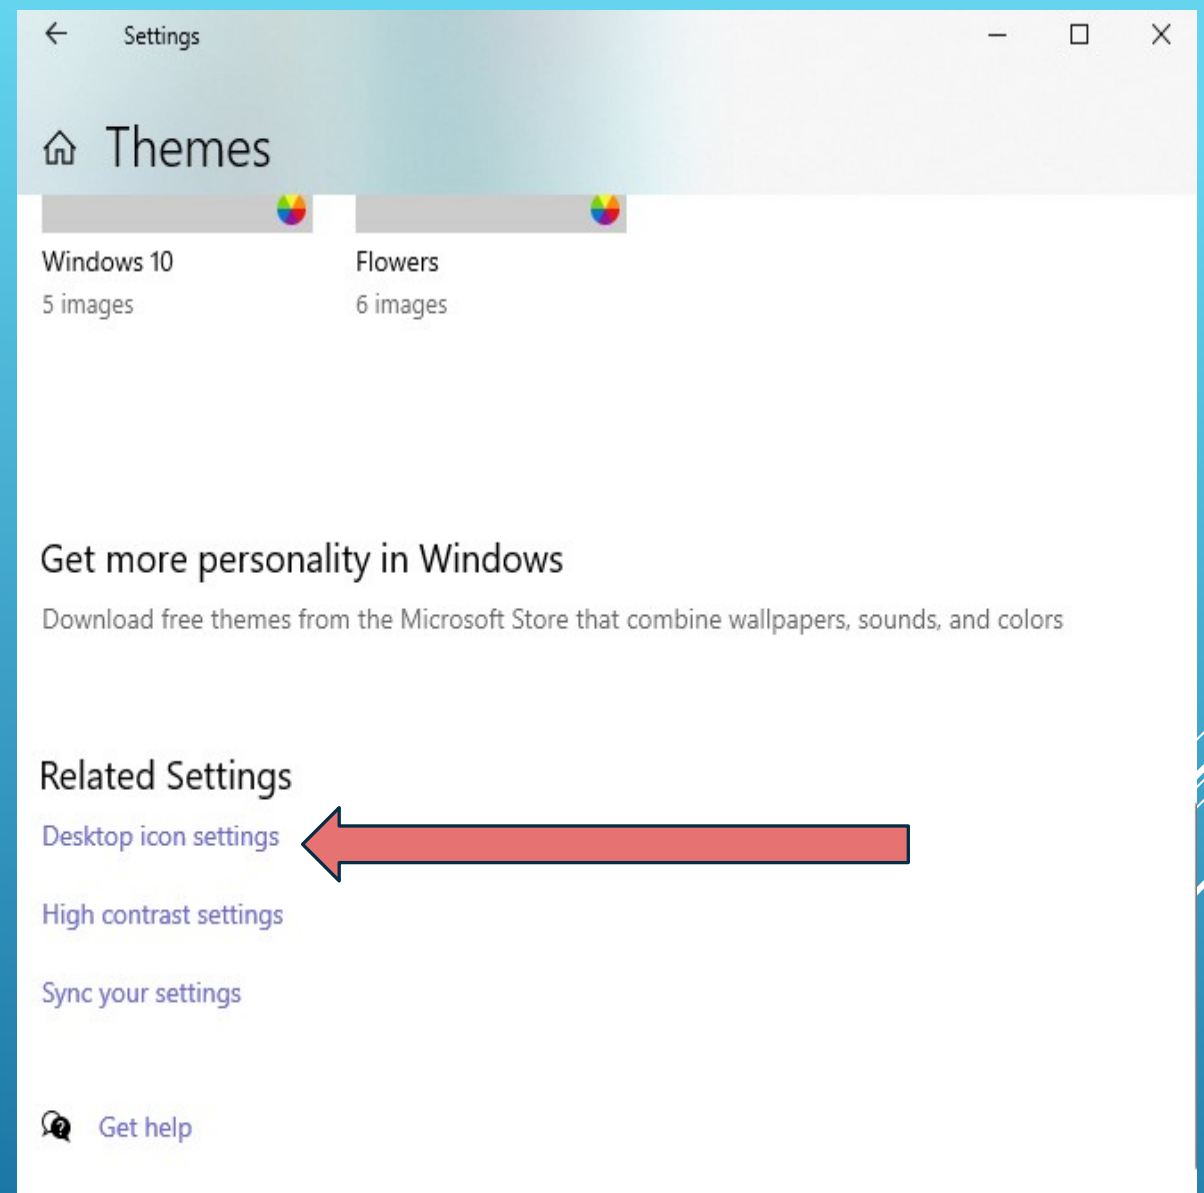 Settings
Themes
Windows 10
Flowers
5 images
6 images
Get more personality in Windows
Download free themes from the Microsoft Store that combine wallpapers, sounds, and colors
Related Settings
Desktop icon settings
High contrast settings
Sync your settings
Get help